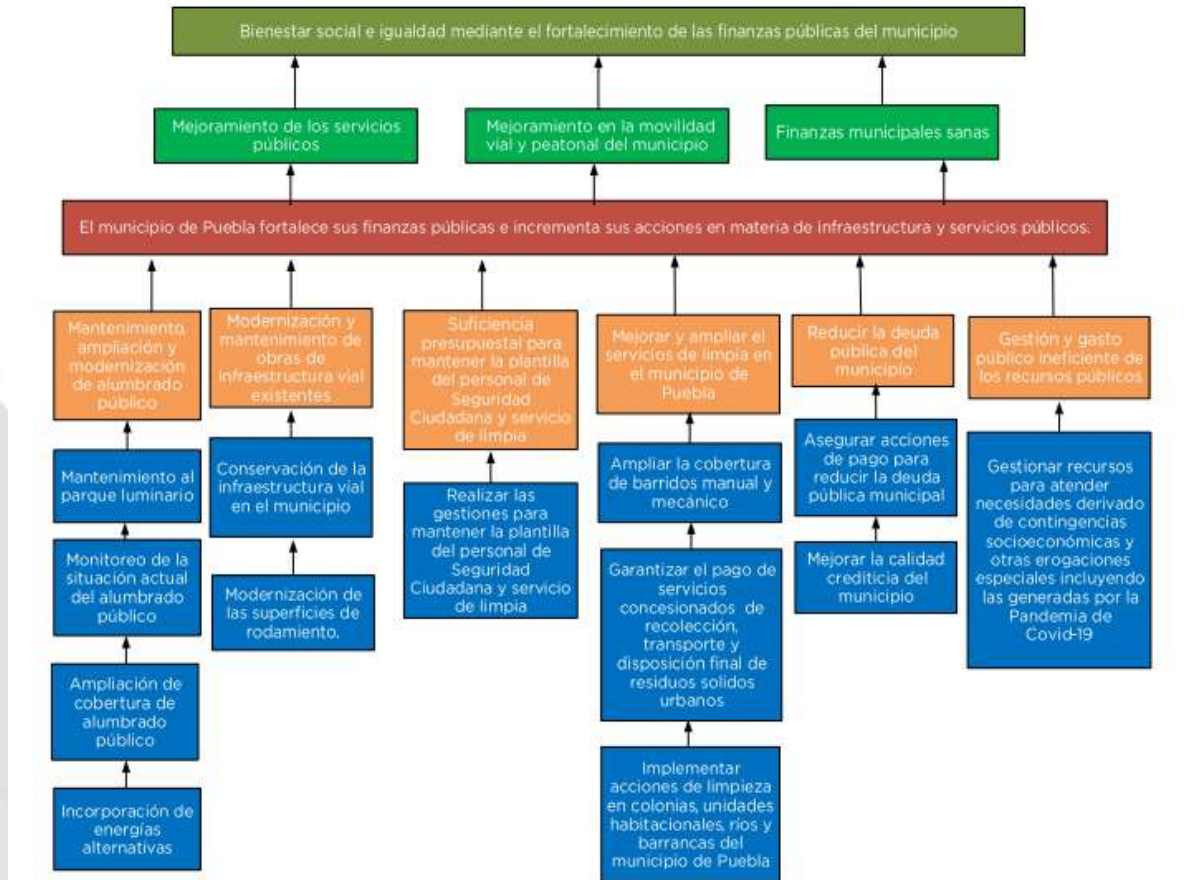 Bienestar social e igualdad mediante el fortalecimiento de las finanzas públicas del municipio
Mejoramiento de los servicios
públicos
Mejoramiento en la movilidad
vial y peatonal del municipio
Finanzas municipales sanas
El municipio de Puebla fortalece sus finanzas públicas e incrementa sus acciones en materia de infraestructura y servicios públicos.
Mantenimiento,
ampliación y
modernización
de alumbrado
público
Mantenimiento al
parque luminario
Monitoreo de la
situación actual
del alumbrado
público
Ampliación de
cobertura de
alumbrado
público
Incorporación de
energías
alternativas
Modernización y
mantenimiento de
obras de
infraestructura vial
existentes
Conservación de la
infraestructura vial
en el municipio
Modernización de
las superficies de
rodamiento.
Suficiencia
presupuestal para
mantener la plantilla
del personal de
Seguridad
Ciudadana y servicio
de limpia
Realizar las
gestiones para
mantener la plantilla
del personal de
Seguridad
Ciudadana y servicio
de limpia
Mejorar y ampliar el
servicios de limpia en
el municipio de
Puebla
Ampliar la cobertura
de barridos manual y
mecánico
Garantizar el pago de
servicios
concesionados de
recolección,
transporte y
disposición final de
residuos solidos
urbanos
Implementar
acciones de limpieza
en colonias, unidades
habitacionales, ríos y
barrancas del
municipio de Puebla
Reducir la deuda
pública del
municipio
Asegurar acciones
de pago para
reducir la deuda
pública municipal
Mejorar la calidad
crediticia del
municipio
Gestión y gasto
público ineficiente de
los recursos públicos
Gestionar recursos
para atender
necesidades derivado
de contingencias
socioeconómicas y
otras erogaciones
especiales incluyendo
las generadas por la
Pandemia de
Covid-19